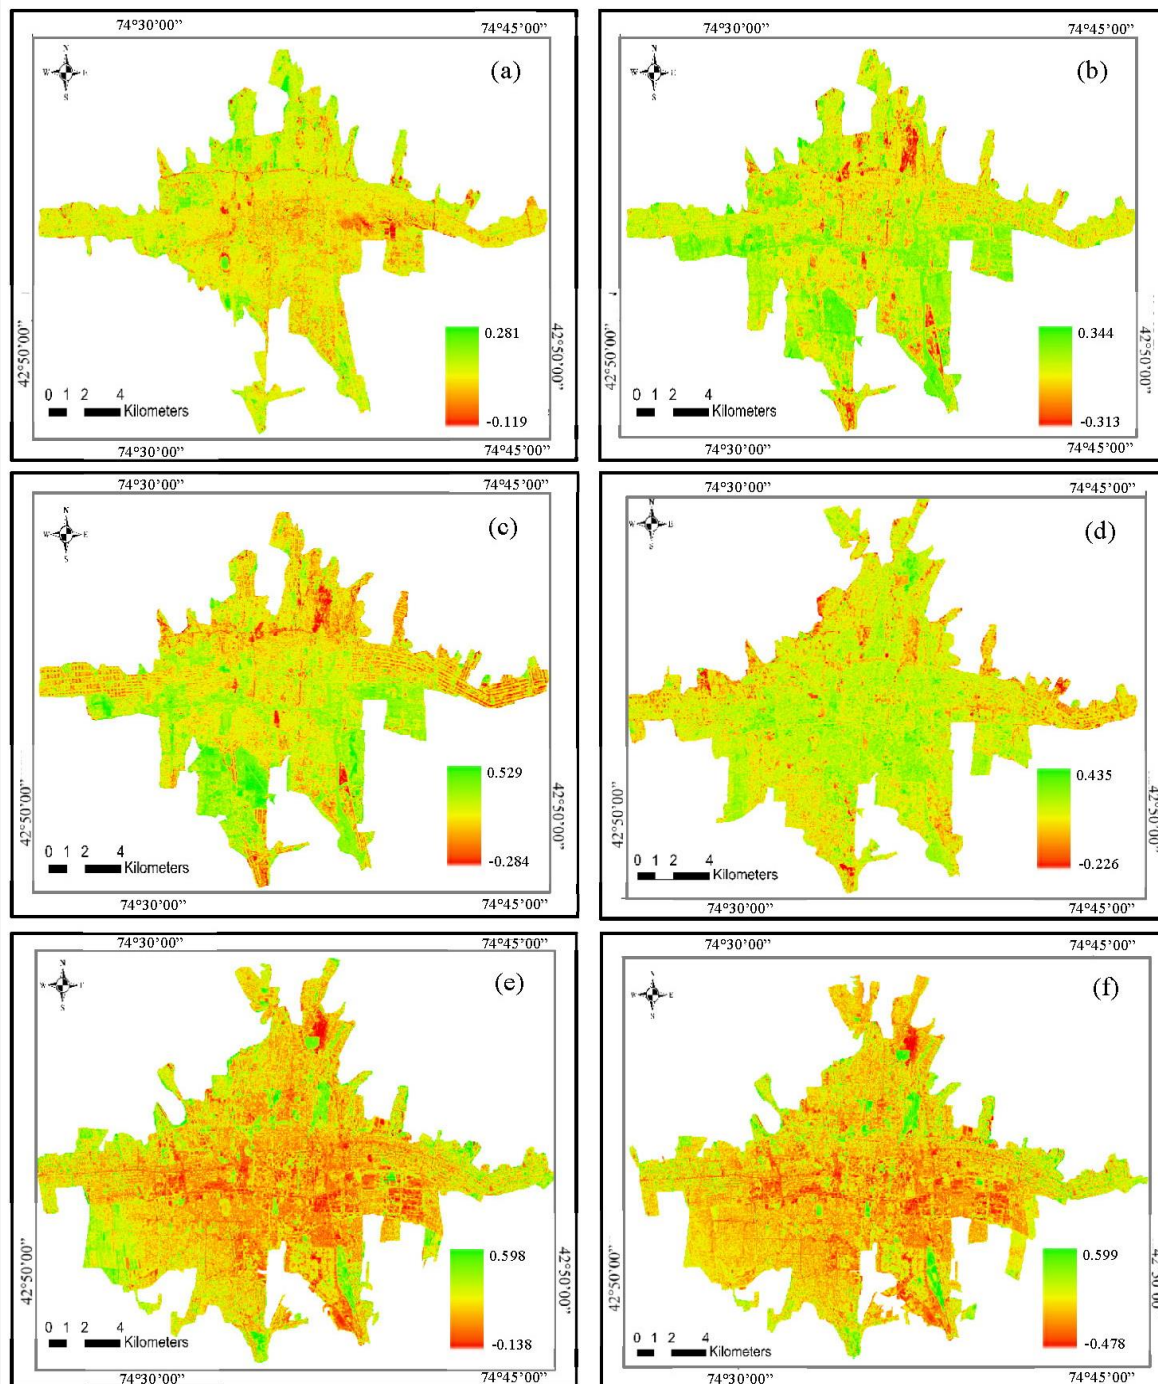 74°30’00” 74°45’00” 74°30’00” 74°45’00”
N N
W E (a) W E (b)
S S
0.281 0.344
42°50’00” 42°50’00” 42°50’00” 42°50’00”
0 1 2 4 0 1 2 4
Kilometers Kilometers
-0.119 -0.313
74°30’00” 74°45’00” 74°30’00” 74°45’00”
74°30’00” 74°45’00” 74°30’00” 74°45’00”
N N
W E (c) W E (d)
S S
0.529 0.435
42°50’00” 42°50’00” 42°50’00” 42°50’00”
0 1 2 4 0 1 2 4
Kilometers Kilometers
-0.284 -0.226
74°30’00” 74°45’00” 74°30’00” 74°45’00”
74°30’00” 74°45’00” 74°30’00” 74°45’00”
N N
W E (e) W E (f)
S S
0.598 0.599
42°50’00” 42°50’00” 42°50’00”
0 1 2 4 0 1 2 4
Kilometers Kilometers
-0.138 -0.478
74°30’00” 74°45’00” 74°30’00” 74°45’00”